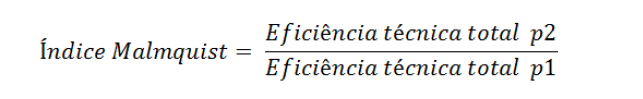 Índice Malmquist = Eficiência técnica total p2
Eficiência técnica total p1